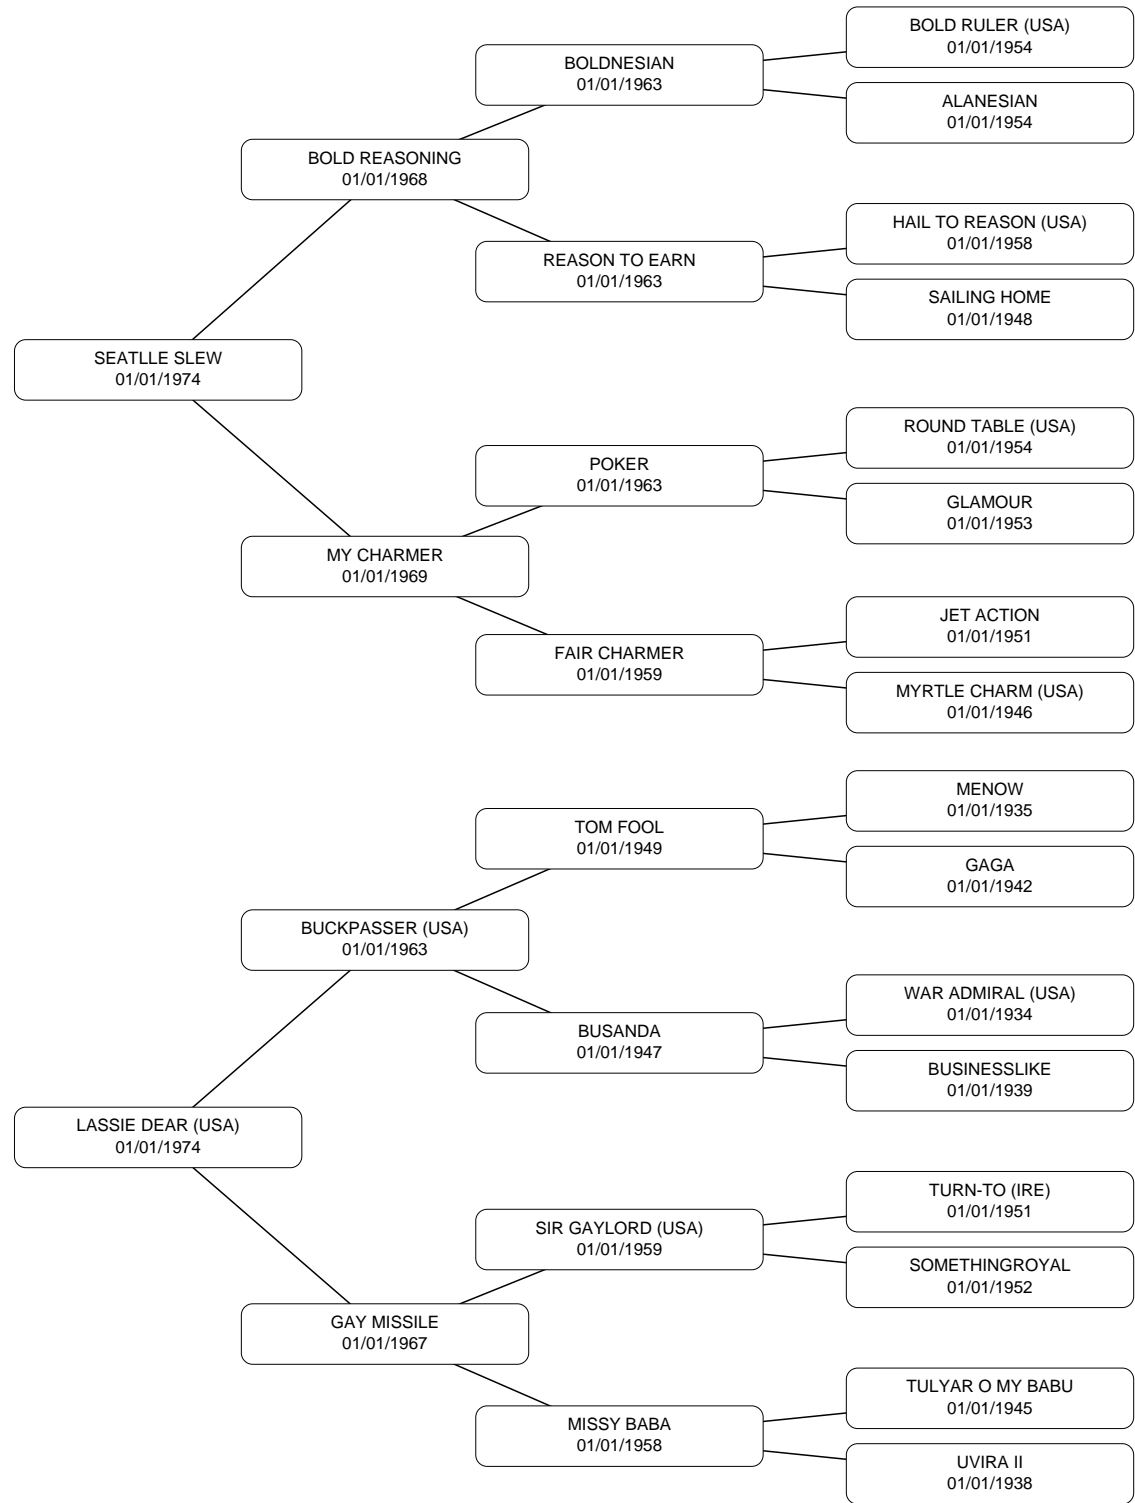 BOLD RULER (USA)
01/01/1954
BOLDNESIAN
01/01/1963
ALANESIAN
01/01/1954
BOLD REASONING
01/01/1968
HAIL TO REASON (USA)
01/01/1958
REASON TO EARN
01/01/1963
SAILING HOME
01/01/1948
SEATLLE SLEW
01/01/1974
ROUND TABLE (USA)
01/01/1954
POKER
01/01/1963
GLAMOUR
01/01/1953
MY CHARMER
01/01/1969
JET ACTION
01/01/1951
FAIR CHARMER
01/01/1959
MYRTLE CHARM (USA)
01/01/1946
MENOW
01/01/1935
TOM FOOL
01/01/1949
GAGA
01/01/1942
BUCKPASSER (USA)
01/01/1963
WAR ADMIRAL (USA)
01/01/1934
BUSANDA
01/01/1947
BUSINESSLIKE
01/01/1939
LASSIE DEAR (USA)
01/01/1974
TURN-TO (IRE)
01/01/1951
SIR GAYLORD (USA)
01/01/1959
SOMETHINGROYAL
01/01/1952
GAY MISSILE
01/01/1967
TULYAR O MY BABU
01/01/1945
MISSY BABA
01/01/1958
UVIRA II
01/01/1938